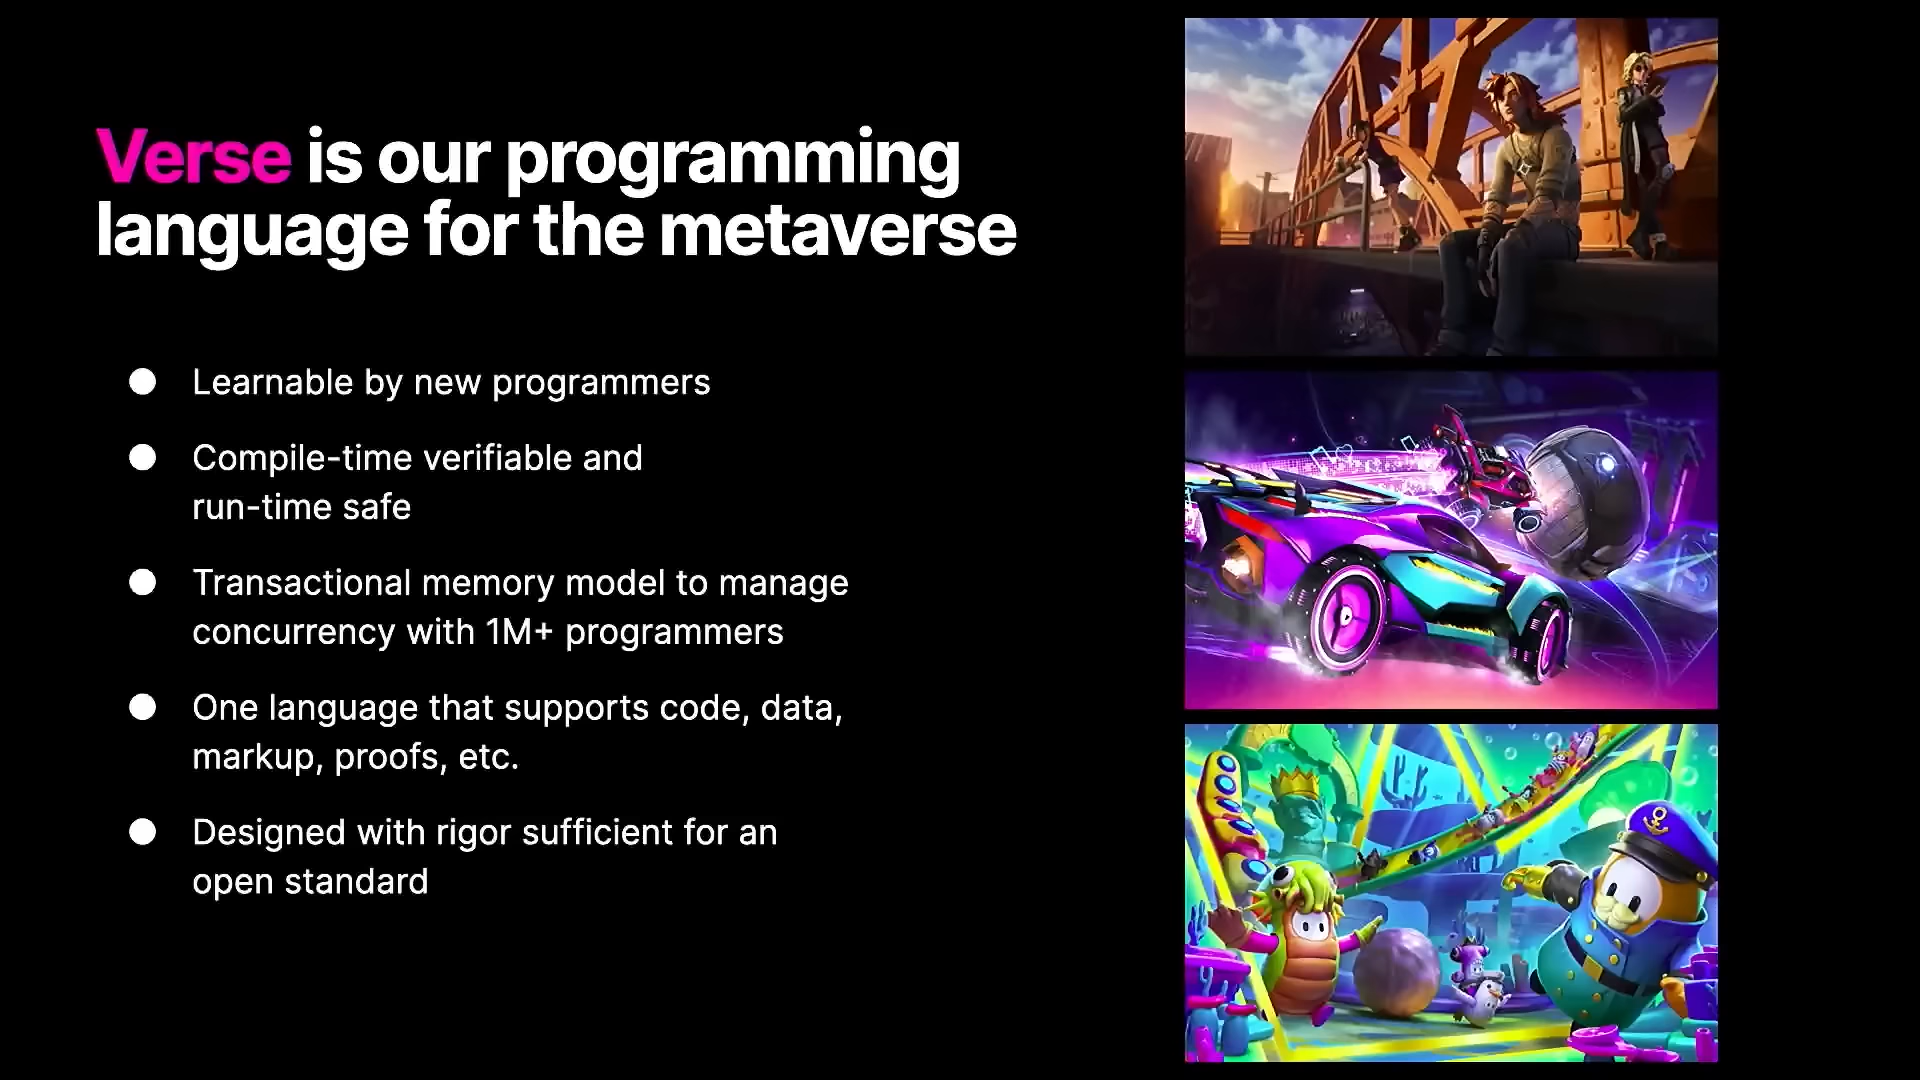 Verse is our programming
language for the metaverse
● Learnable by new programmers
● Compile-time verifiable and
run-time safe
● Transactional memory model to manage
concurrency with 1M+ programmers
● One language that supports code, data,
markup, proofs, etc.
● Designed with rigor sufficient for an
open standard